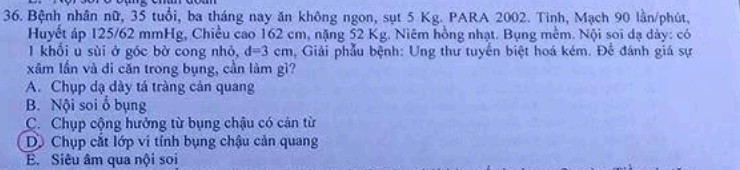 36. Bệnh nhân nữ, 35 tuổi, ba tháng nay ăn không ngon, sụt 5 Kg. PARA 2002. Tỉnh, Mạch 90 lần/phút,
Huyết áp 125/62 mmHg, Chiều cao 162 cm, nặng 52 Kg. Niêm hồng nhạt. Bụng mềm. Nội soi dạ dày: có
1 khối u sùi ở góc bờ cong nhỏ, d=3 cm, Giải phẫu bệnh: Ung thư tuyến biệt hoá kém. Để đánh giá sự
xâm lấn và di căn trong bụng, cần làm gì?
A. Chụp dạ dày tá tràng cản quang
B. Nội soi ổ bụng
C. Chụp cộng hưởng từ bụng chậu có cản từ
D. Chụp cắt lớp vi tính bụng chậu cản quang
E. Siêu âm qua nội soi